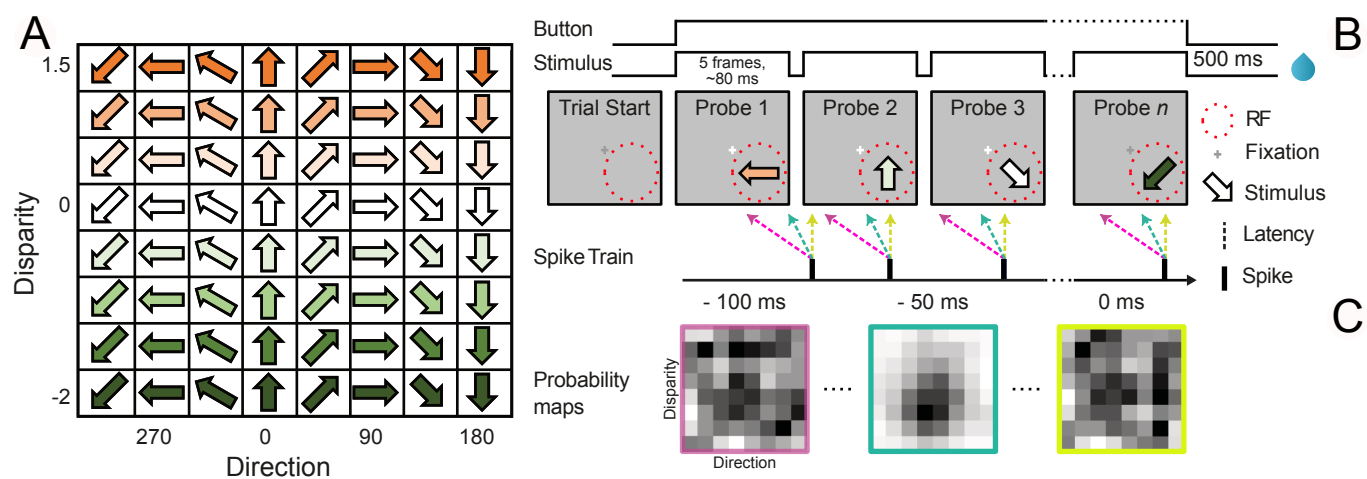 A
1.5
0
-2
Disparity
270
0
90
180
Direction
B
Button
Stimulus
5 frames,
~80 ms
500 ms
Trial Start
Probe 1
Probe 2
Probe 3
Probe n
RF
Fixation
Stimulus
Latency
Spike
Spike Train
C
- 100 ms
- 50 ms
0 ms
Probability
maps
Disparity
Direction